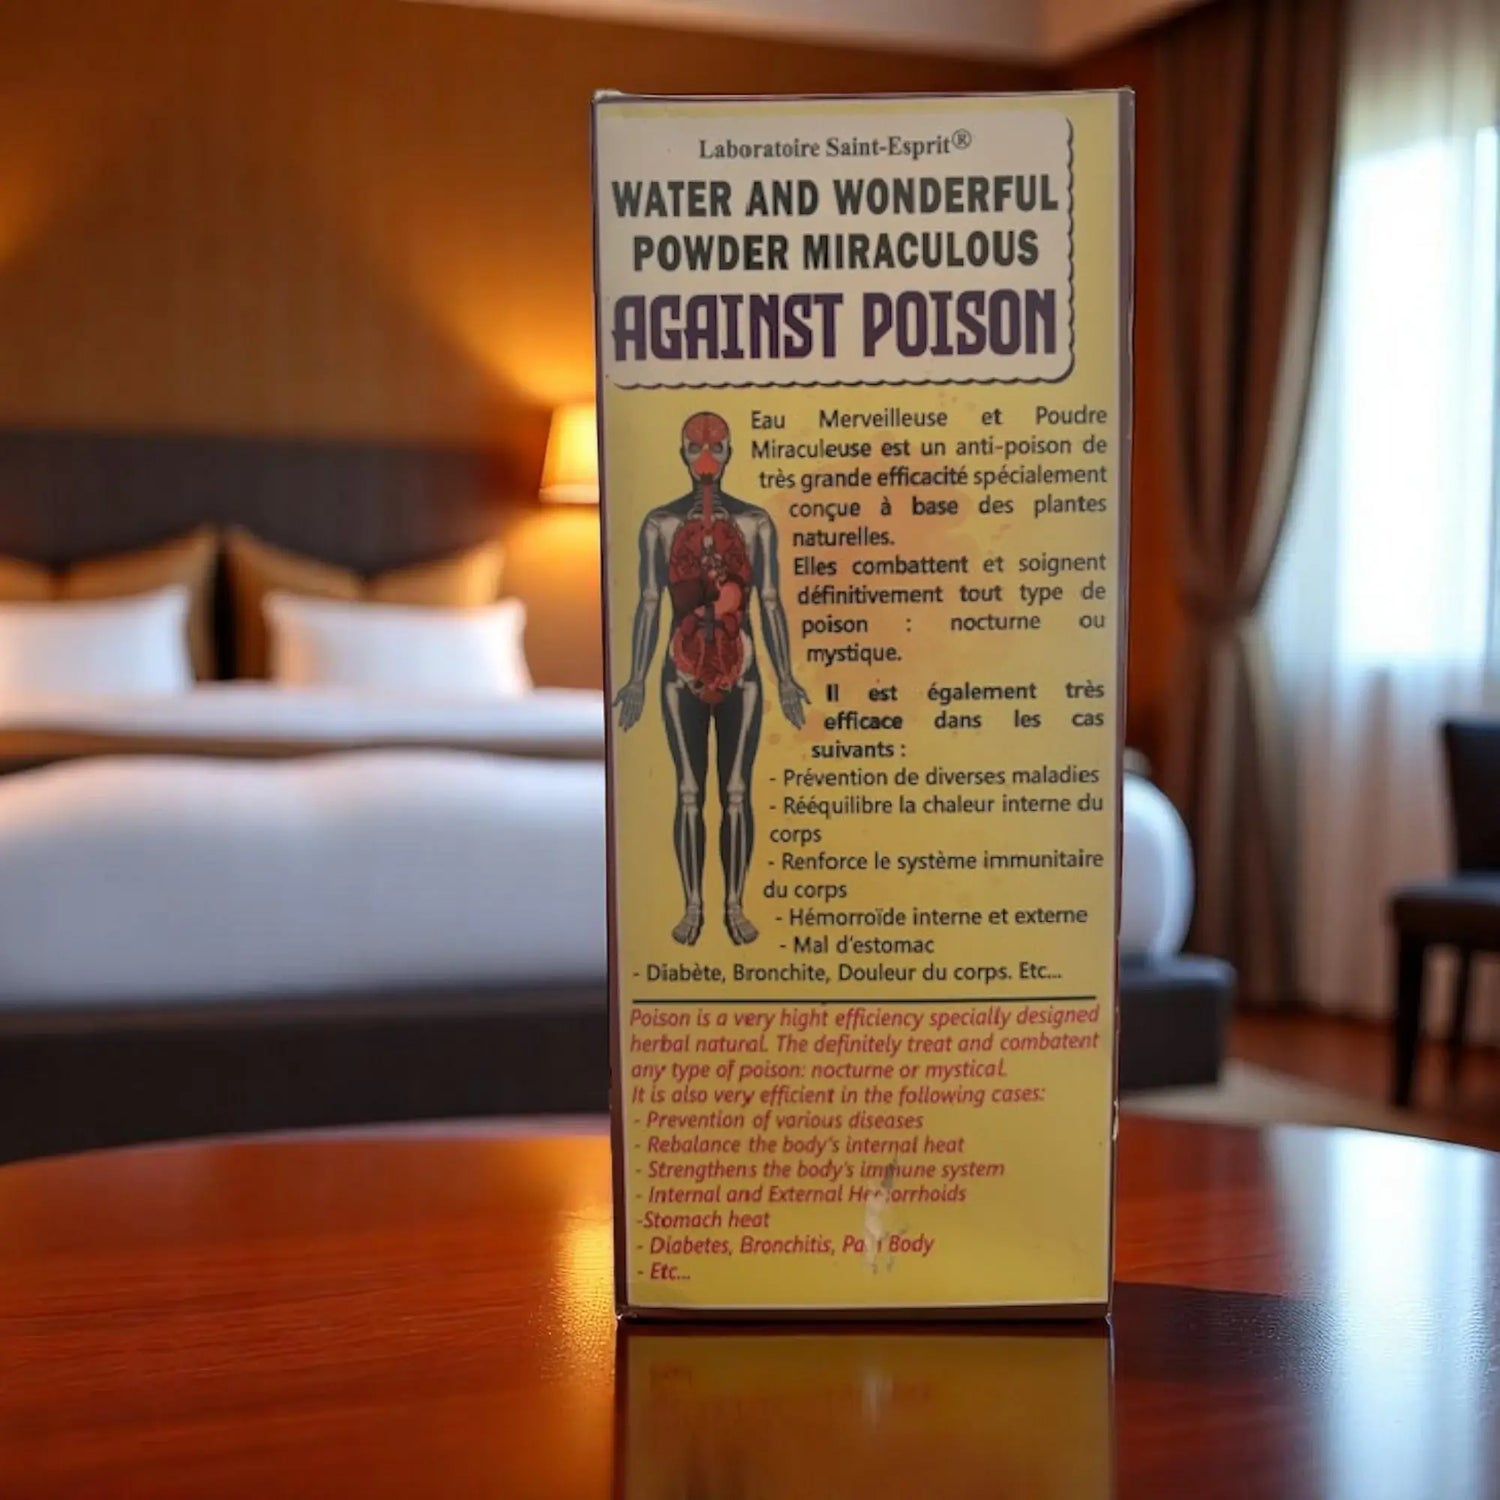 Laboratoire Saint-Esprit®
WATER AND WONDERFUL
POWDER MIRACULOUS
AGAINST POISON
Eau Merveilleuse et Poudre
Miraculeuse est un anti-poison de
très grande efficacité spécialement
conçue à base des plantes
naturelles.
Elles combattent et soignent
définitivement tout type de
poison : nocturne ou
mystique.
Il est également très
efficace dans les cas
suivants :
- Prévention de diverses maladies
- Rééquilibre la chaleur interne du
corps
- Renforce le système immunitaire
du corps
- Hémorroïde interne et externe
- Mal d'estomac
- Diabète, Bronchite, Douleur du corps. Etc...
Poison is a very hight efficiency specially designed
herbal natural. The definitely treat and combatent
any type of poison: nocturne or mystical.
It is also very efficient in the following cases:
- Prevention of various diseases
- Rebalance the body's internal heat
- Strengthens the body's immune system
- Internal and External Hemorrhoids
-Stomach heat
- Diabetes, Bronchitis, Pain Body
- Etc...